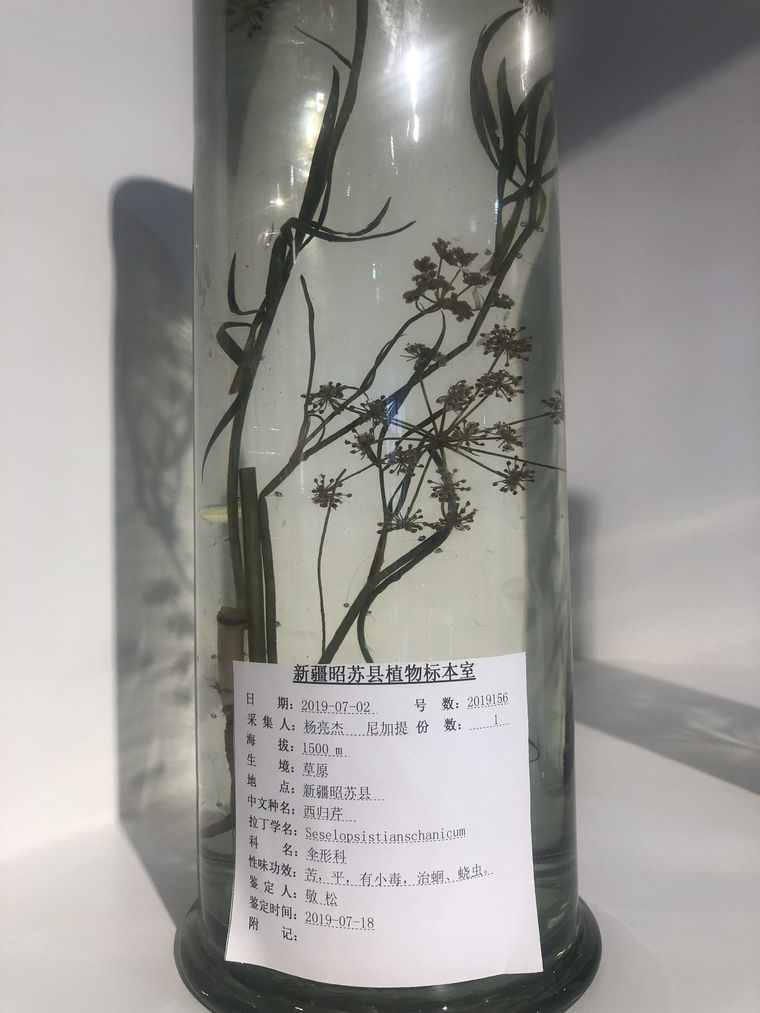 新疆昭苏县植物标本室
日 期：2019-07-02 号 数：2019156
采 集 人：杨亮杰 尼加提 份 数： 1
海 拔：1500 m
生 境：草原
地 点：新疆昭苏县
中文种名：西归芹
拉丁学名：Seselopsistianschanicum
科 名：伞形科
性味功效：苦，平，有小毒，治蛔、蛲虫。
鉴 定 人：敬 松
鉴定时间：2019-07-18
附 记：